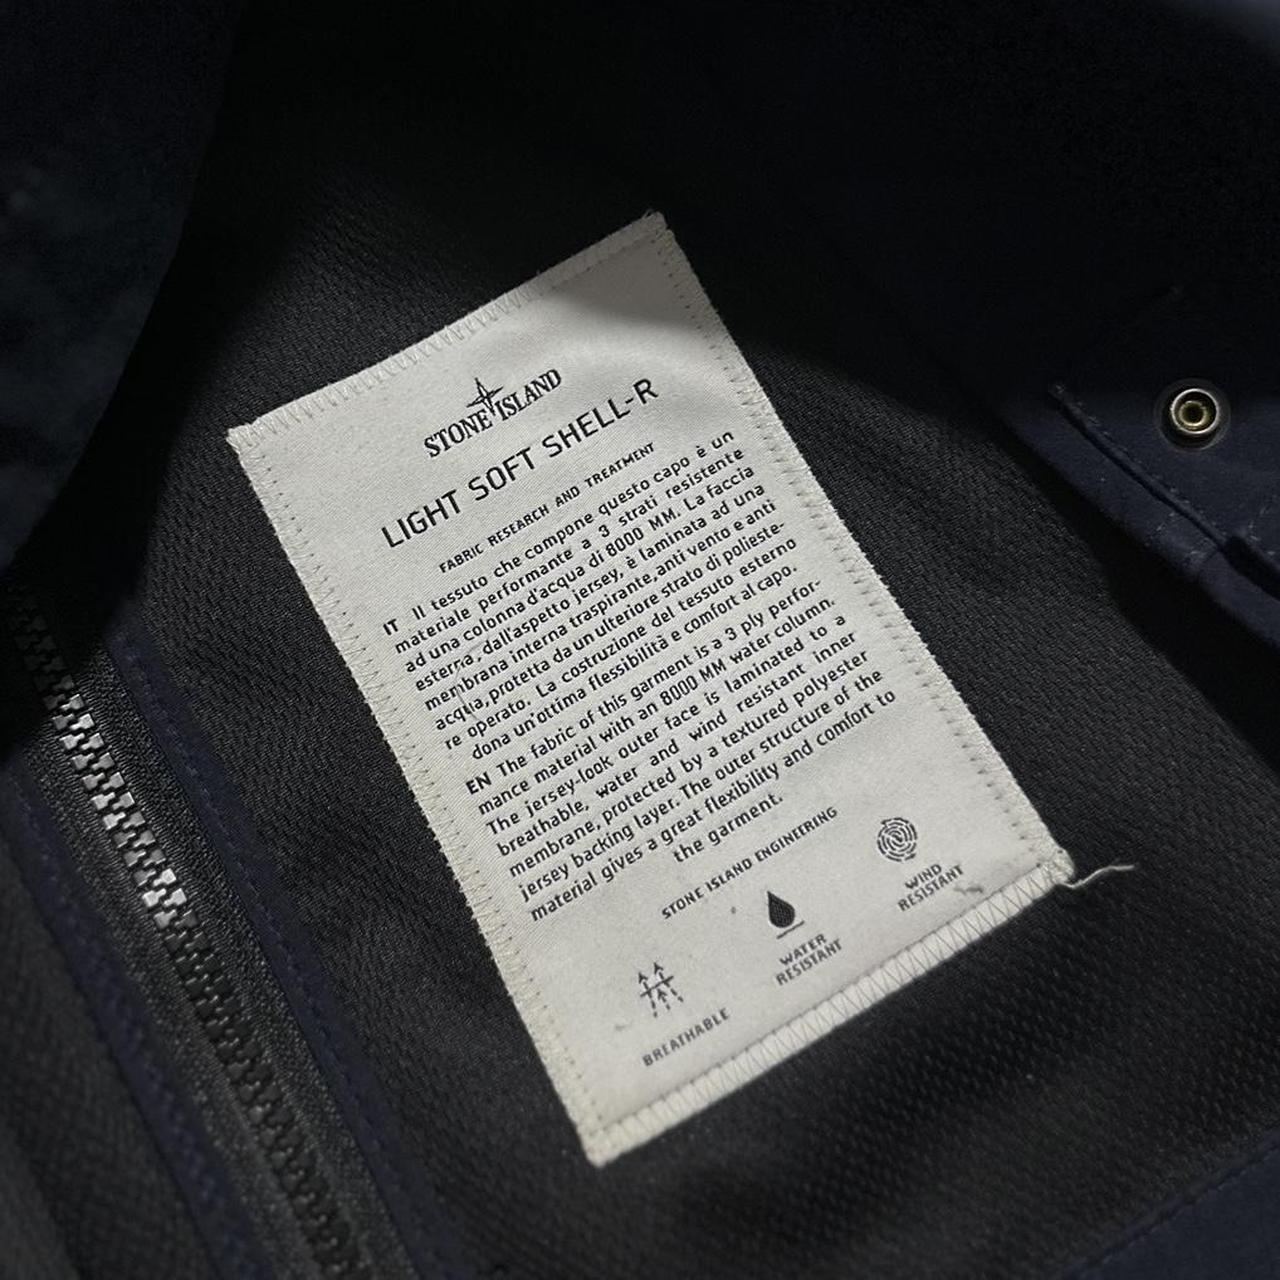 STONE ISLAND
LIGHT SOFT SHELL-R
FABRIC RESEARCH AND TREATMENT
IT Il tessuto che compone questo capo è un
materiale performante a 3 strati resistente
ad una colonna d'acqua di 8000 MM. La faccia
esterna, dall'aspetto jersey, è laminata ad una
membrana interna traspirante, anti vento e anti
acqua, protetta da un ulteriore strato di polieste-
re operato. La costruzione del tessuto esterno
dona un'ottima flessibilità e comfort al capo.
EN The fabric of this garment is a 3 ply perfor-
mance material with an 8000 MM water column.
The jersey-look outer face is laminated to a
breathable, water and wind resistant inner
membrane, protected by a textured polyester
jersey backing layer. The outer structure of the
material gives a great flexibility and comfort to
the garment.
STONE ISLAND ENGINEERING
BREATHABLE
WATER
RESISTANT
WIND
RESISTANT